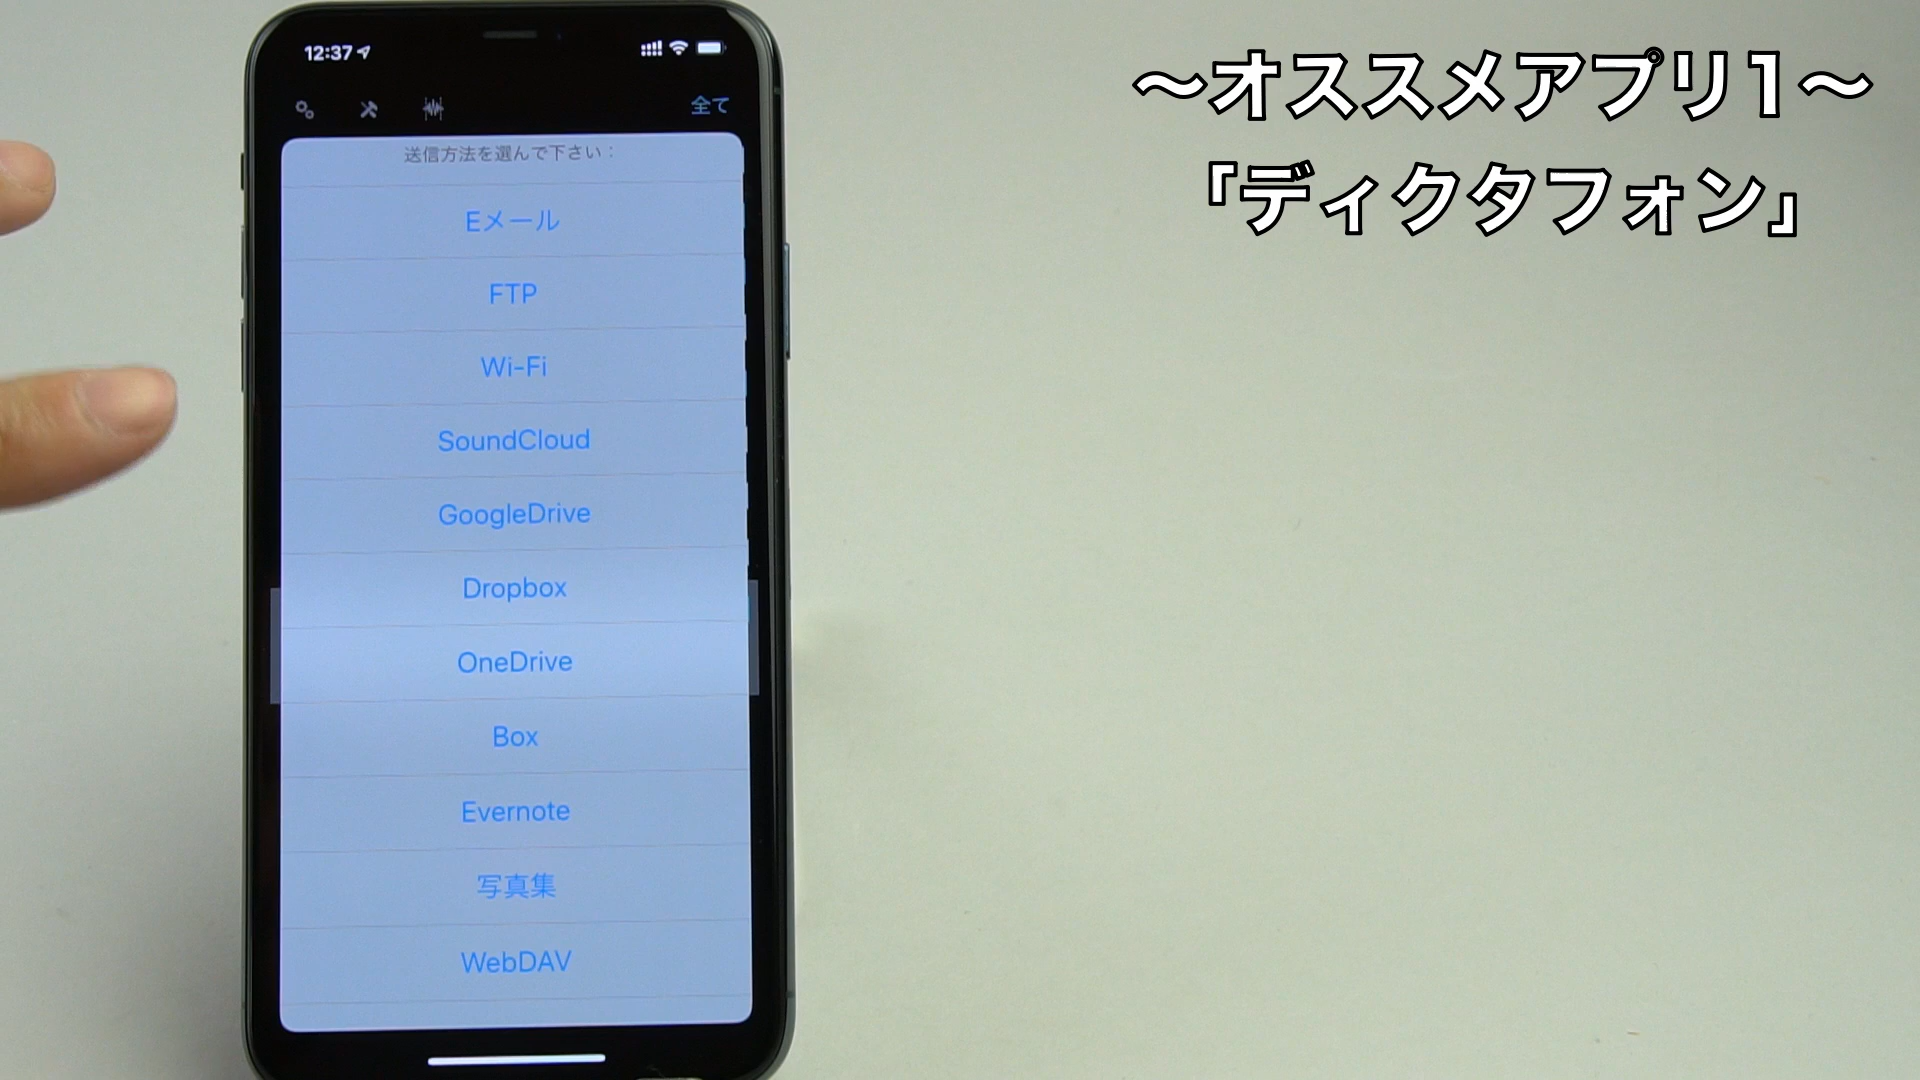 12:37
全て
送信方法を選んで下さい：
Eメール
FTP
Wi-Fi
SoundCloud
GoogleDrive
Dropbox
OneDrive
Box
Evernote
写真集
WebDAV
～オススメアプリ1～
「ディクタフォン」